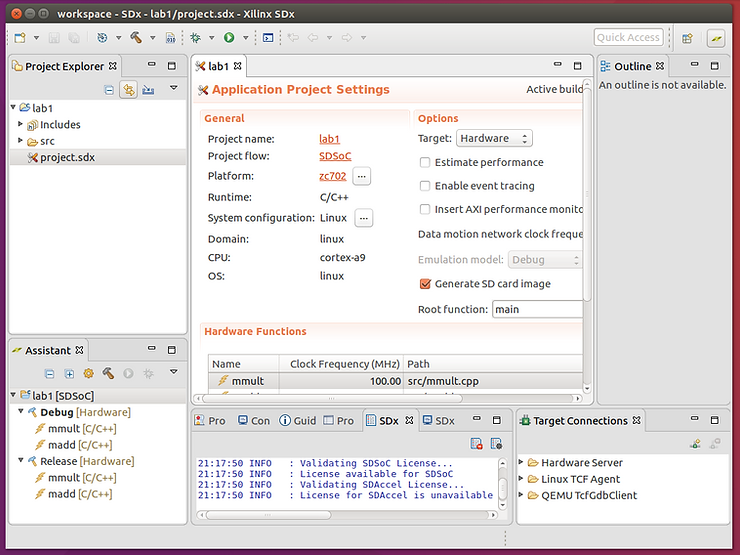 workspace - SDx - lab1/project.sdx - Xilinx SDx
Quick Access
Project Explorer
lab1
Includes
src
project.sdx
Assistant
lab1 [SDSoC]
Debug [Hardware]
mmult [C/C++]
madd [C/C++]
Release [Hardware]
mmult [C/C++]
madd [C/C++]
lab1
Application Project Settings
Active build
General
Project name: lab1
Project flow: SDSoC
Platform: zc702 ...
Runtime: C/C++
System configuration: Linux ...
Domain: linux
CPU: cortex-a9
OS: linux
Options
Target: Hardware
Estimate performance
Enable event tracing
Insert AXI performance monito
Data motion network clock freque
Emulation model: Debug
Generate SD card image
Root function: main
Hardware Functions
Name Clock Frequency (MHz) Path
mmult 100.00 src/mmult.cpp
Pro Con Guid Pro SDx SDx
21:17:50 INFO : Validating SDSoC License...
21:17:50 INFO : License available for SDSoC
21:17:50 INFO : Validating SDAccel License...
21:17:50 INFO : License for SDAccel is unavailable
Outline
An outline is not available.
Target Connections
Hardware Server
Linux TCF Agent
QEMU TcfGdbClient